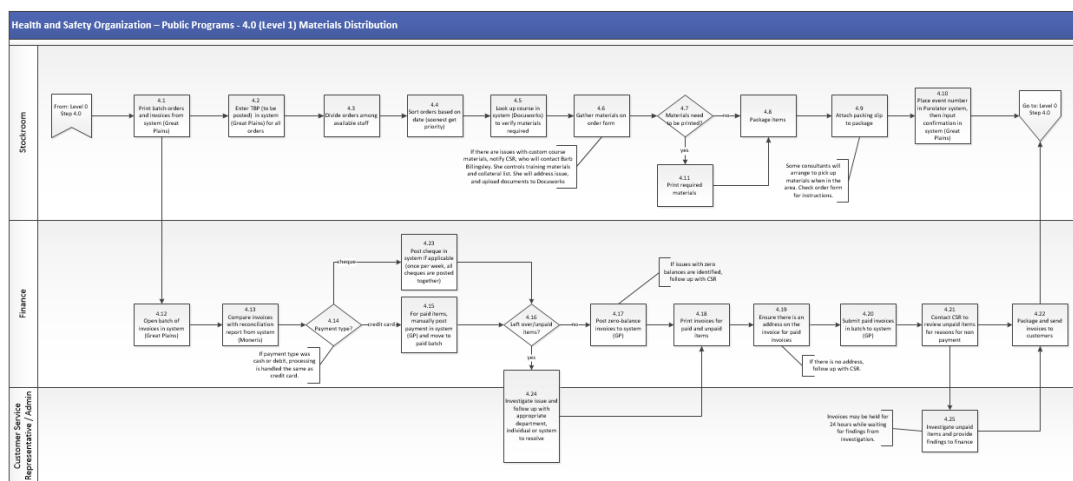 Health and Safety Organization – Public Programs - 4.0 (Level 1) Materials Distribution
Stockroom
From: Level 0
Step 4.0
4.1
Print batch orders
and invoices from
system (Great
Plains)
4.2
Enter TBP (to be
posted) in system
(Great Plains) for all
orders
4.3
Divide orders among
available staff
4.4
Sort orders based on
date (soonest get
priority)
4.5
Look up course in
system (Docuworks)
to verify materials
required
4.6
Gather materials on
order form
4.7
Materials need
to be printed?
no
yes
4.8
Package items
4.9
Attach packing slip to
package
4.10
Place event number in
Purolator system,
then input
confirmation in
system (Great Plains)
Go to: Level 0
Step 4.0
If there are issues with custom course
materials, notify CSR, who will contact Barb
Billingsley. She controls training materials
and collateral list. She will address issue,
and upload documents to Docuworks
4.11
Print required
materials
Some consultants will
arrange to pick up
materials when in the
area. Check order form
for instructions.
Finance
4.12
Open batch of
invoices in system
(Great Plains)
4.13
Compare invoices
with reconciliation
report from system
(Moneris)
4.14
Payment type?
cheque
credit card
If payment type was
cash or debit, processing
is handled the same as
credit card.
4.23
Post cheque in
system if applicable
(once per week, all
cheques are posted
together)
4.15
For paid items,
manually post
payment in system
(GP) and move to
paid batch
4.16
Left over/unpaid
items?
no
yes
If issues with zero
balances are identified,
follow up with CSR
4.17
Post zero-balance
invoices to system
(GP)
4.18
Print invoices for
paid and unpaid
items
4.19
Ensure there is an
address on the
invoice for paid
invoices
If there is no address,
follow up with CSR.
4.20
Submit paid invoices
in batch to system
(GP)
4.21
Contact CSR to
review unpaid items
for reasons for non
payment
4.22
Package and send
invoices to
customers
Customer Service
Representative / Admin
4.24
Investigate issue and
follow up with
appropriate
department,
individual or system
to resolve
Invoices may be held for
24 hours while waiting
for findings from
investigation.
4.25
Investigate unpaid
items and provide
findings to finance